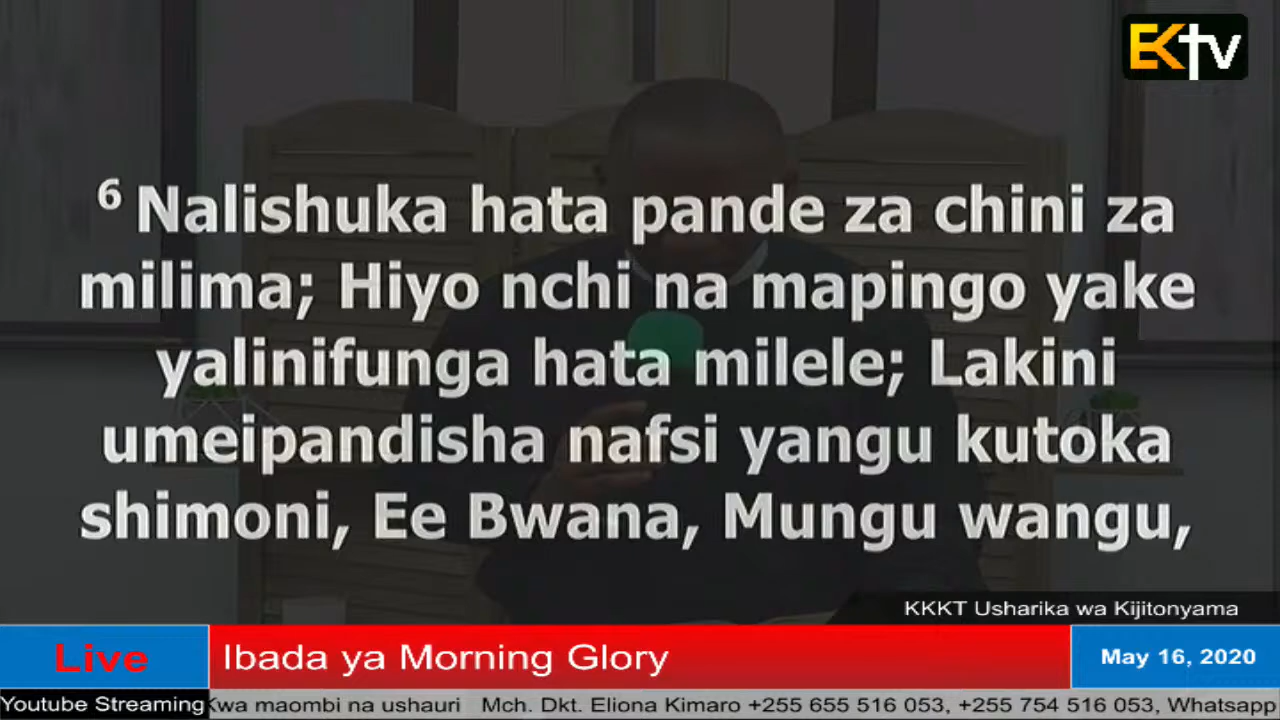 EKTV
6 Nalishuka hata pande za chini za
milima; Hiyo nchi na mapingo yake
yalinifunga hata milele; Lakini
umeipandisha nafsi yangu kutoka
shimoni, Ee Bwana, Mungu wangu,
KKKT Usharika wa Kijitonyama
Live Ibada ya Morning Glory May 16, 2020
Youtube Streaming Kwa maombi na ushauri Mch. Dkt. Eliona Kimaro +255 655 516 053, +255 754 516 053, Whatsapp